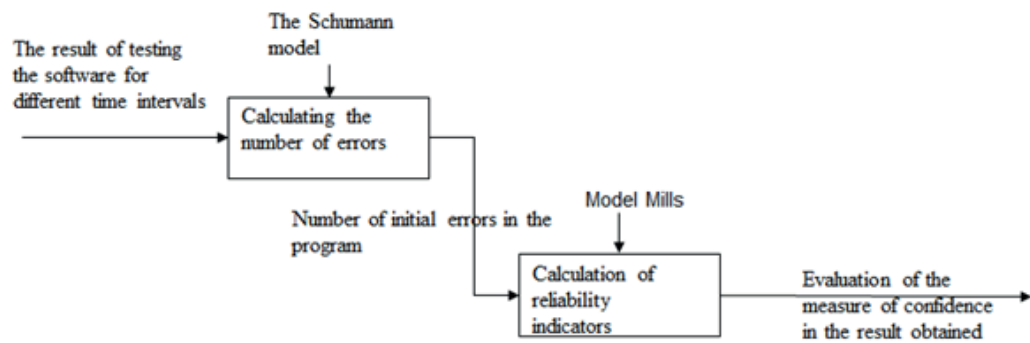 The Schumann
model
The result of testing
the software for
different time intervals
Calculating the
number of errors
Number of initial errors in the
program
Model Mills
Calculation of
reliability
indicators
Evaluation of the
measure of confidence
in the result obtained